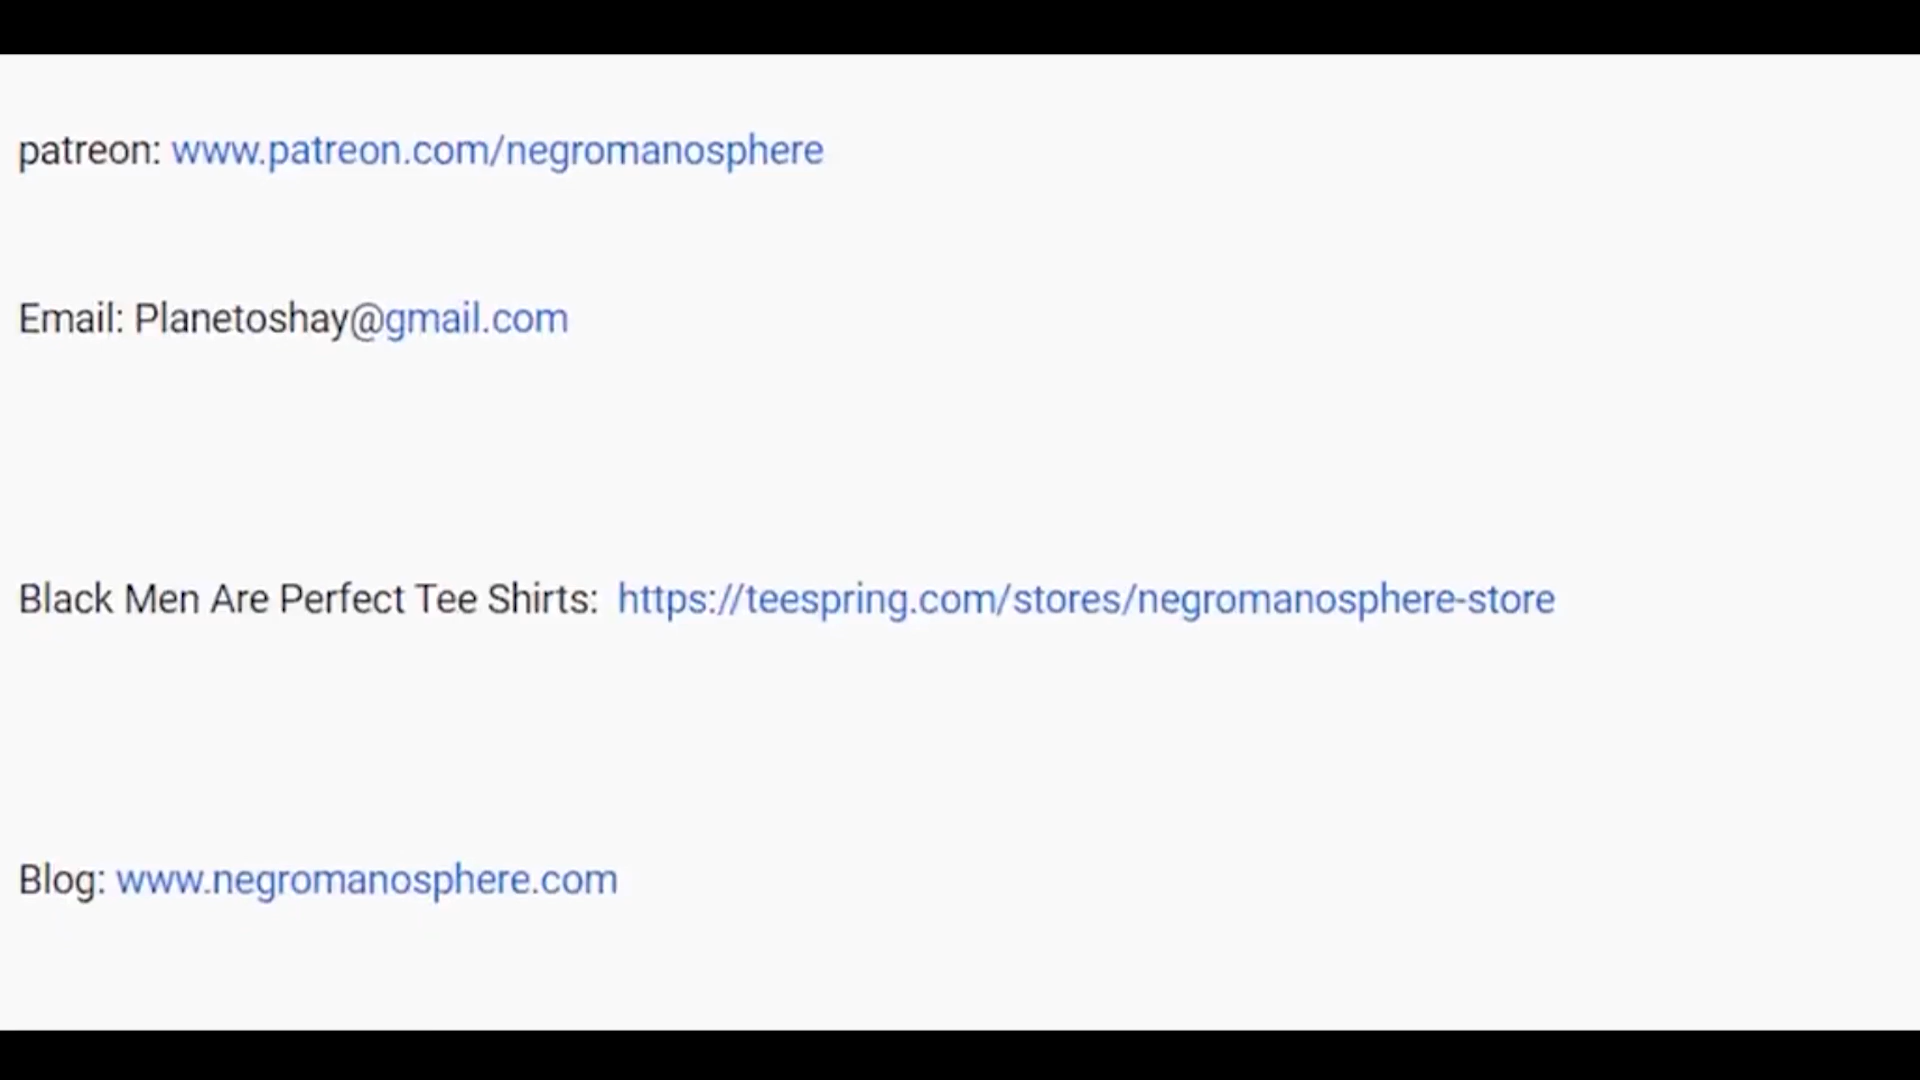 patreon: www.patreon.com/negromanosphere
Email: Planetoshay@gmail.com
Black Men Are Perfect Tee Shirts:  https://teespring.com/stores/negromanosphere-store
Blog: www.negromanosphere.com